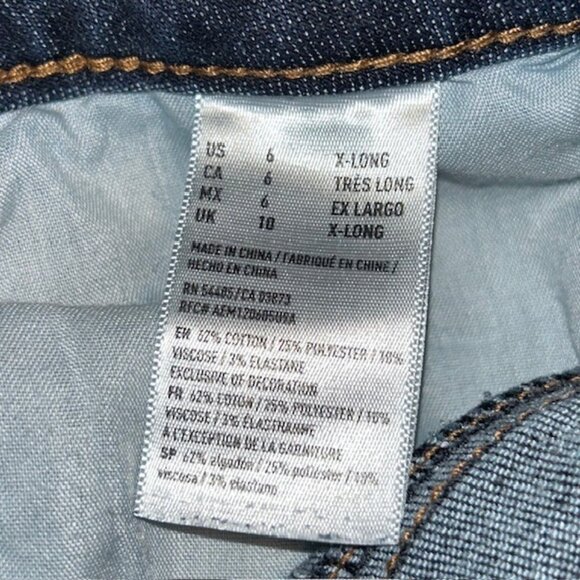 US 6 X-LONG
CA 6 TRÈS LONG
MX 6 EX LARGO
UK 10 X-LONG
MADE IN CHINA / FABRIQUÉ EN CHINE /
HECHO EN CHINA
RN 54485/CA 03873
RFC# AEM120605U9A
EN 62% COTTON / 25% POLYESTER / 10%
VISCOSE / 3% ELASTANE
EXCLUSIVE OF DECORATION
FR 62% COTON / 25% POLYESTER / 10%
VISCOSE / 3% ÉLASTHANNE
À L'EXCEPTION DE LA GARNITURE
SP 62% algodon / 25% poliester / 10%
viscosa / 3% elastano